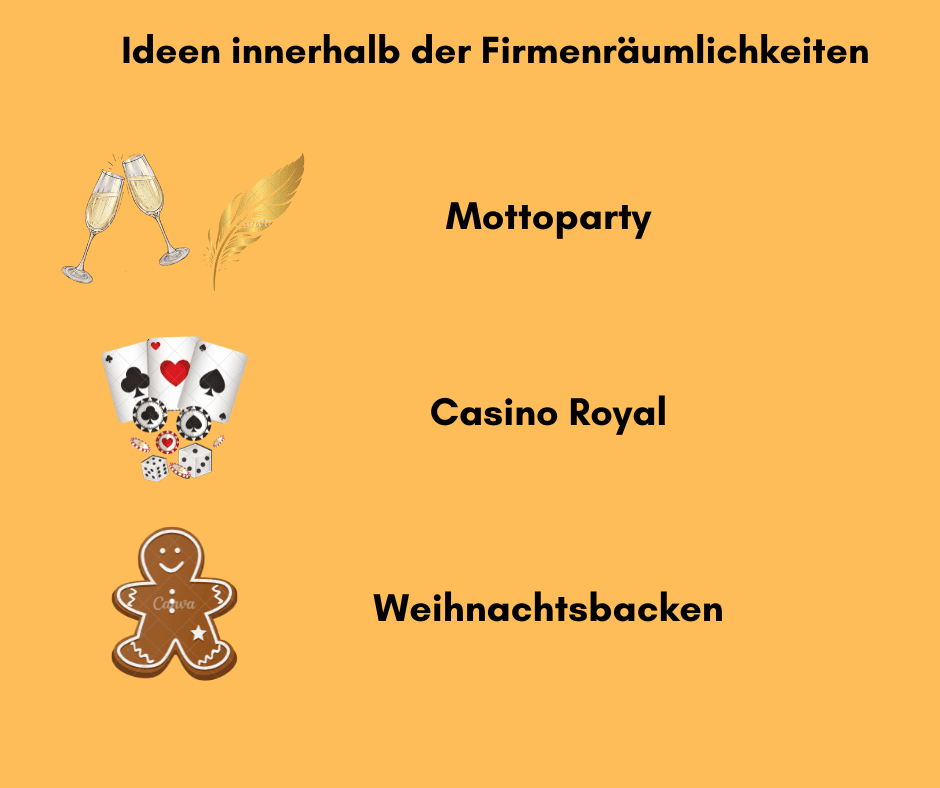 Ideen innerhalb der Firmenräumlichkeiten
Mottoparty
Casino Royal
Weihnachtsbacken
Canva